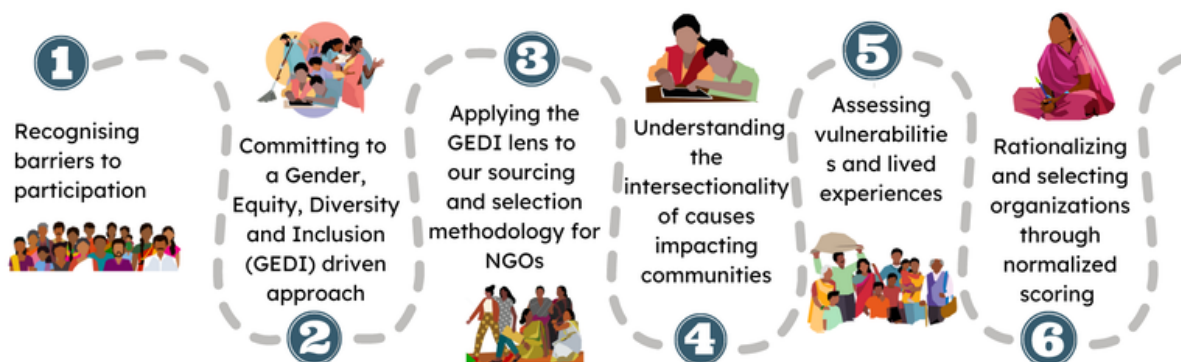 1
Recognising
barriers to
participation
Committing to
a Gender,
Equity, Diversity
and Inclusion
(GEDI) driven
approach
2
3
Applying the
GEDI lens to
our sourcing
and selection
methodology for
NGOs
Understanding
the
intersectionality
of causes
impacting
communities
4
5
Assessing
vulnerabilitie
s and lived
experiences
Rationalizing
and selecting
organizations
through
normalized
scoring
6